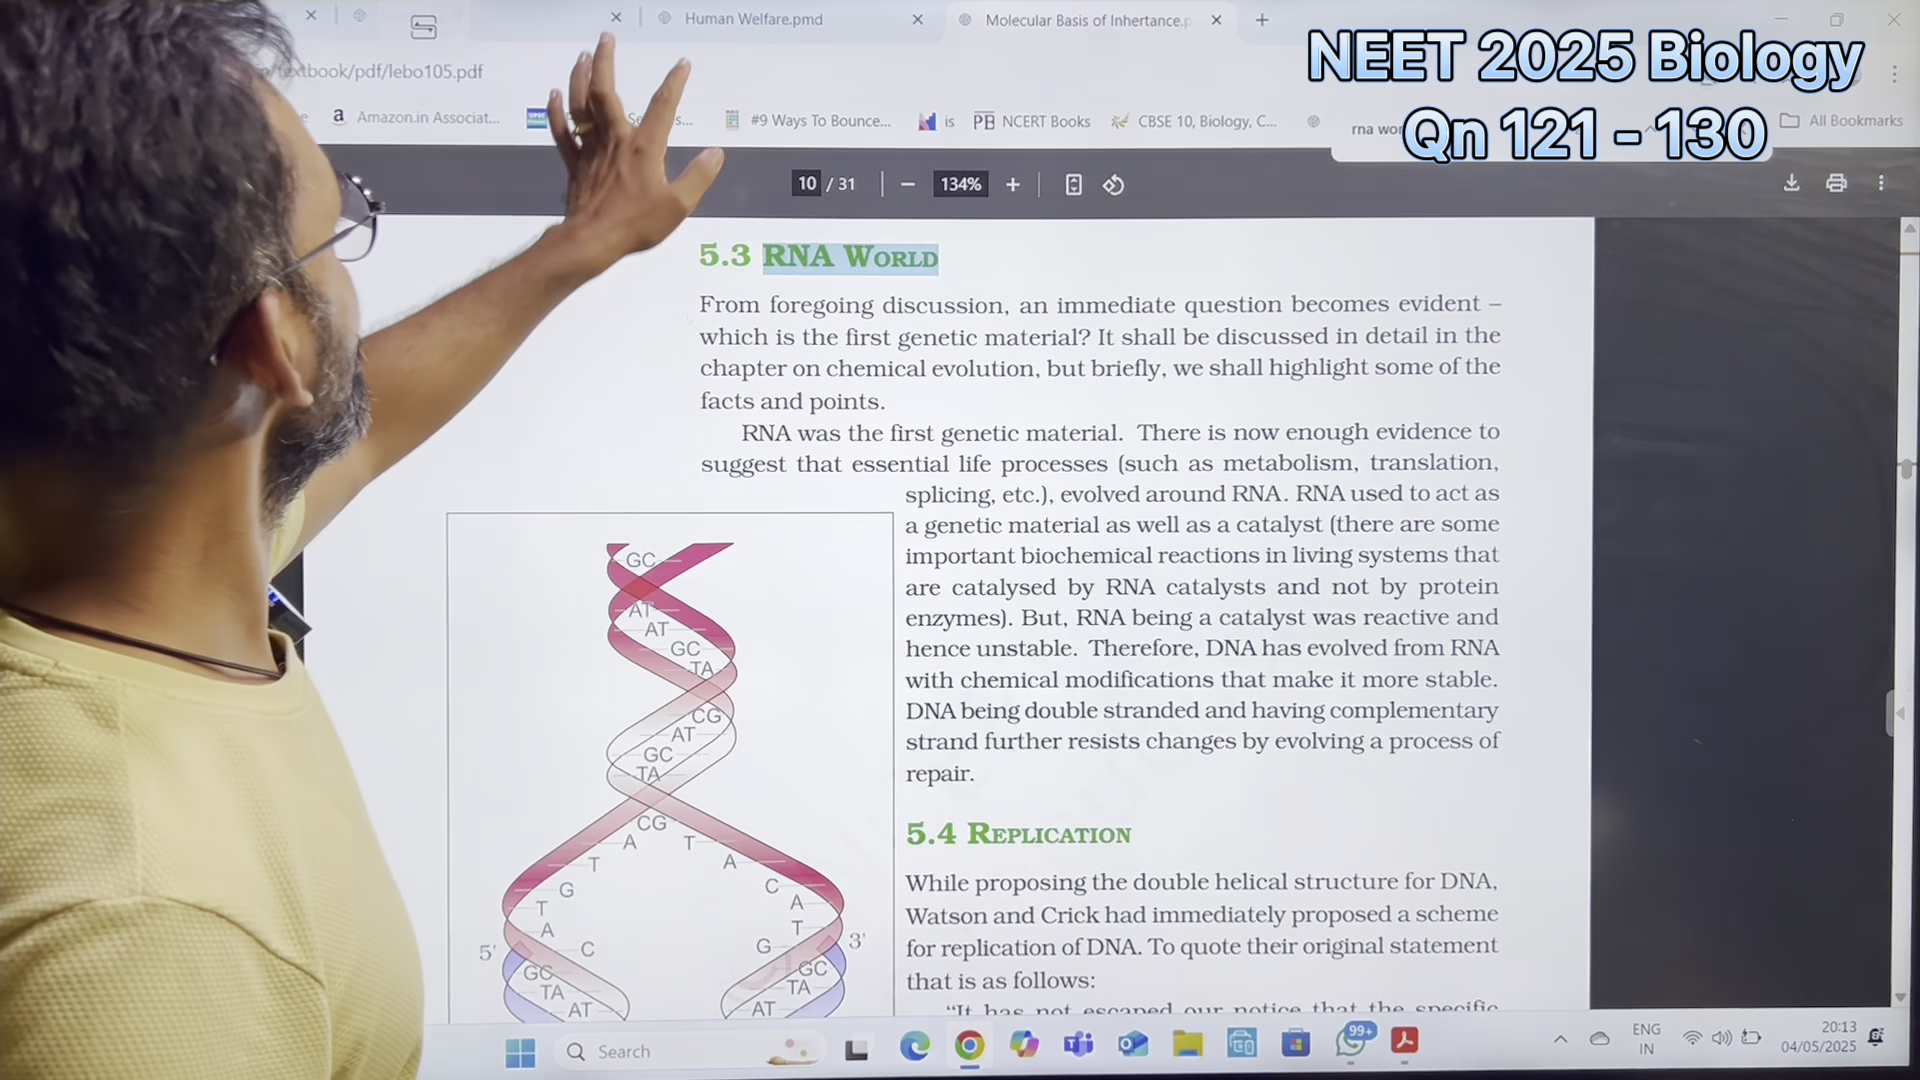 Human Welfare.pmd
Molecular Basis of Inhertance.p
NEET 2025 Biology
Qn 121 - 130
/textbook/pdf/lebo105.pdf
Amazon.in Associat...
#9 Ways To Bounce...
is
NCERT Books
CBSE 10, Biology, C...
rna wor
All Bookmarks
10 / 31
134%
5.3 RNA WORLD
From foregoing discussion, an immediate question becomes evident –
which is the first genetic material? It shall be discussed in detail in the
chapter on chemical evolution, but briefly, we shall highlight some of the
facts and points.
RNA was the first genetic material. There is now enough evidence to
suggest that essential life processes (such as metabolism, translation,
splicing, etc.), evolved around RNA. RNA used to act as
a genetic material as well as a catalyst (there are some
important biochemical reactions in living systems that
are catalysed by RNA catalysts and not by protein
enzymes). But, RNA being a catalyst was reactive and
hence unstable. Therefore, DNA has evolved from RNA
with chemical modifications that make it more stable.
DNA being double stranded and having complementary
strand further resists changes by evolving a process of
repair.
5.4 REPLICATION
While proposing the double helical structure for DNA,
Watson and Crick had immediately proposed a scheme
for replication of DNA. To quote their original statement
that is as follows:
"It has not escaped our notice that the specific
GC
AT
AT
GC
TA
CG
AT
GC
TA
CG
A T
T A
G C
T A
A T
5' C G 3'
GC GC
TA TA
AT AT
Search
99+
ENG
IN
20:13
04/05/2025